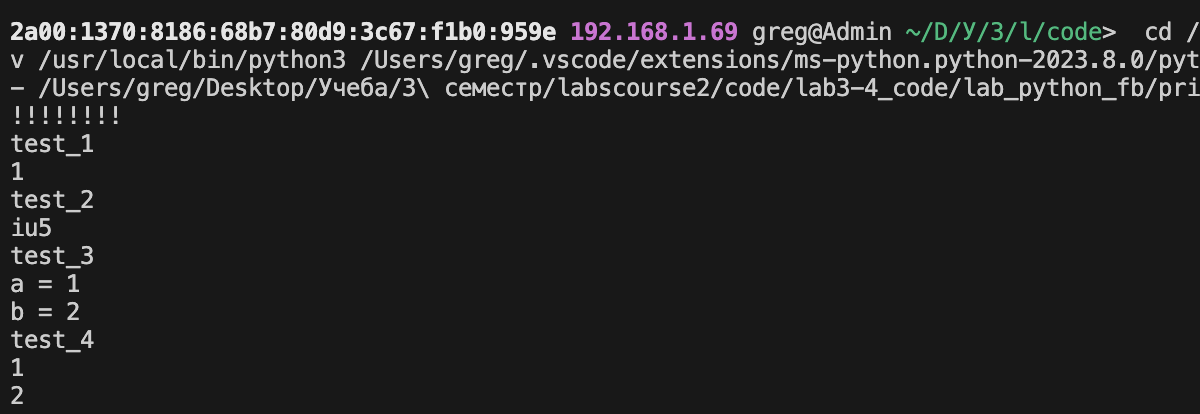 2a00:1370:8186:68b7:80d9:3c67:f1b0:959e 192.168.1.69 greg@Admin ~/D/У/3/l/code>  cd /
v /usr/local/bin/python3 /Users/greg/.vscode/extensions/ms-python.python-2023.8.0/pyt
- /Users/greg/Desktop/Учеба/3\ семестр/labscourse2/code/lab3-4_code/lab_python_fb/pri
!!!!!!!!
test_1
1
test_2
iu5
test_3
a = 1
b = 2
test_4
1
2